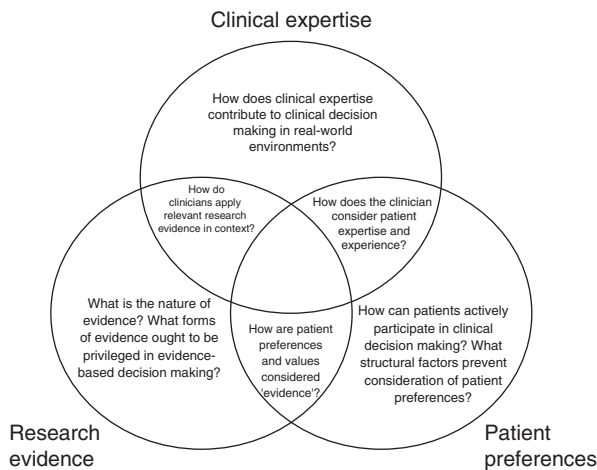 Clinical expertise
How does clinical expertise
contribute to clinical decision
making in real-world
environments?
How do
clinicians apply
relevant research
evidence in context?
How does the clinician
consider patient
expertise and
experience?
What is the nature of
evidence? What forms
of evidence ought to be
privileged in evidence-
based decision making?
How are patient
preferences
and values
considered
'evidence'?
How can patients actively
participate in clinical
decision making? What
structural factors prevent
consideration of patient
preferences?
Research
evidence
Patient
preferences